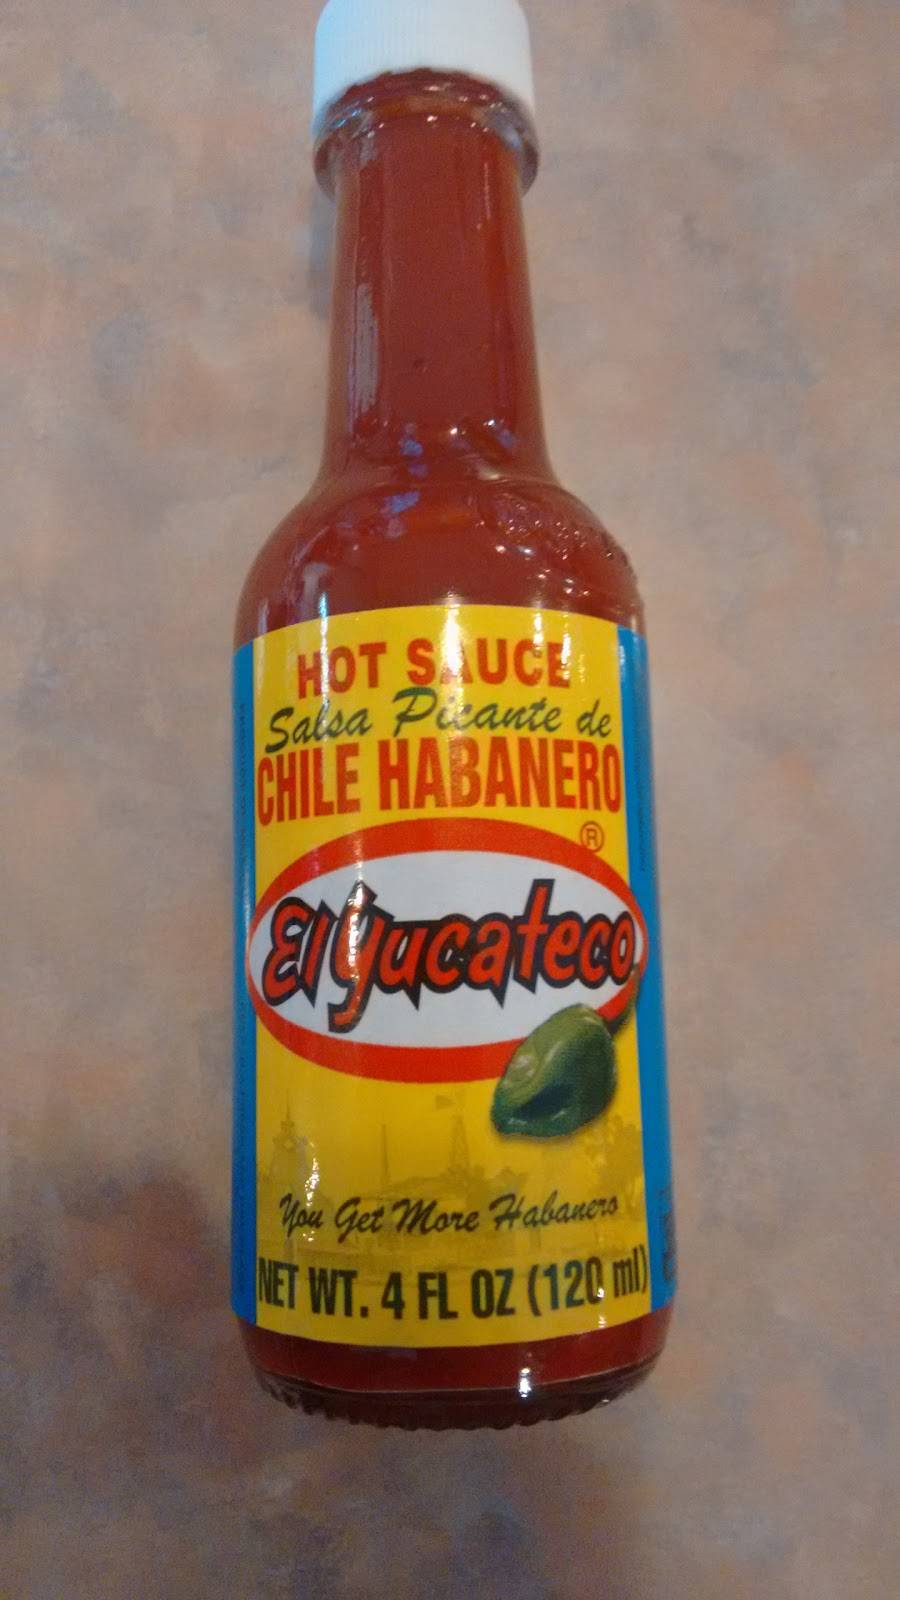 HOT SAUCE
Salsa Picante de
CHILE HABANERO
®
El Yucateco
You Get More Habanero
NET WT. 4 FL OZ (120 ml)